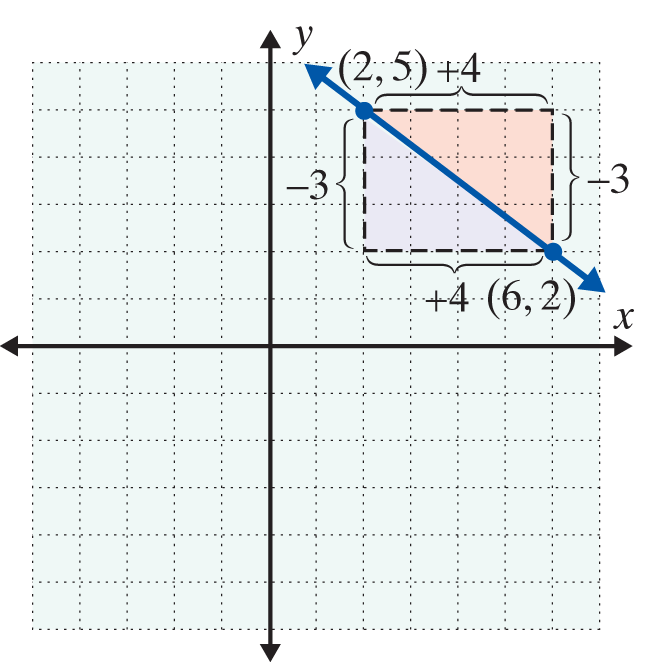 y
(2, 5) +4
−3
−3
+4 (6, 2)
x